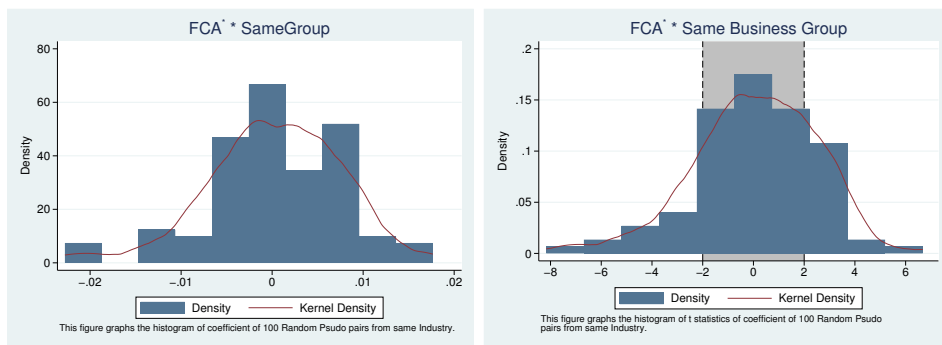 FCA* * SameGroup
80
60
40
20
0
Density
−.02
−.01
0
.01
.02
Density
Kernel Density
This figure graphs the histogram of coefficient of 100 Random Psudo pairs from same Industry.
FCA* * Same Business Group
.2
.15
.1
.05
0
Density
−8
−6
−4
−2
0
2
4
6
Density
Kernel Density
This figure graphs the histogram of t statistics of coefficient of 100 Random Psudo
pairs from same Industry.